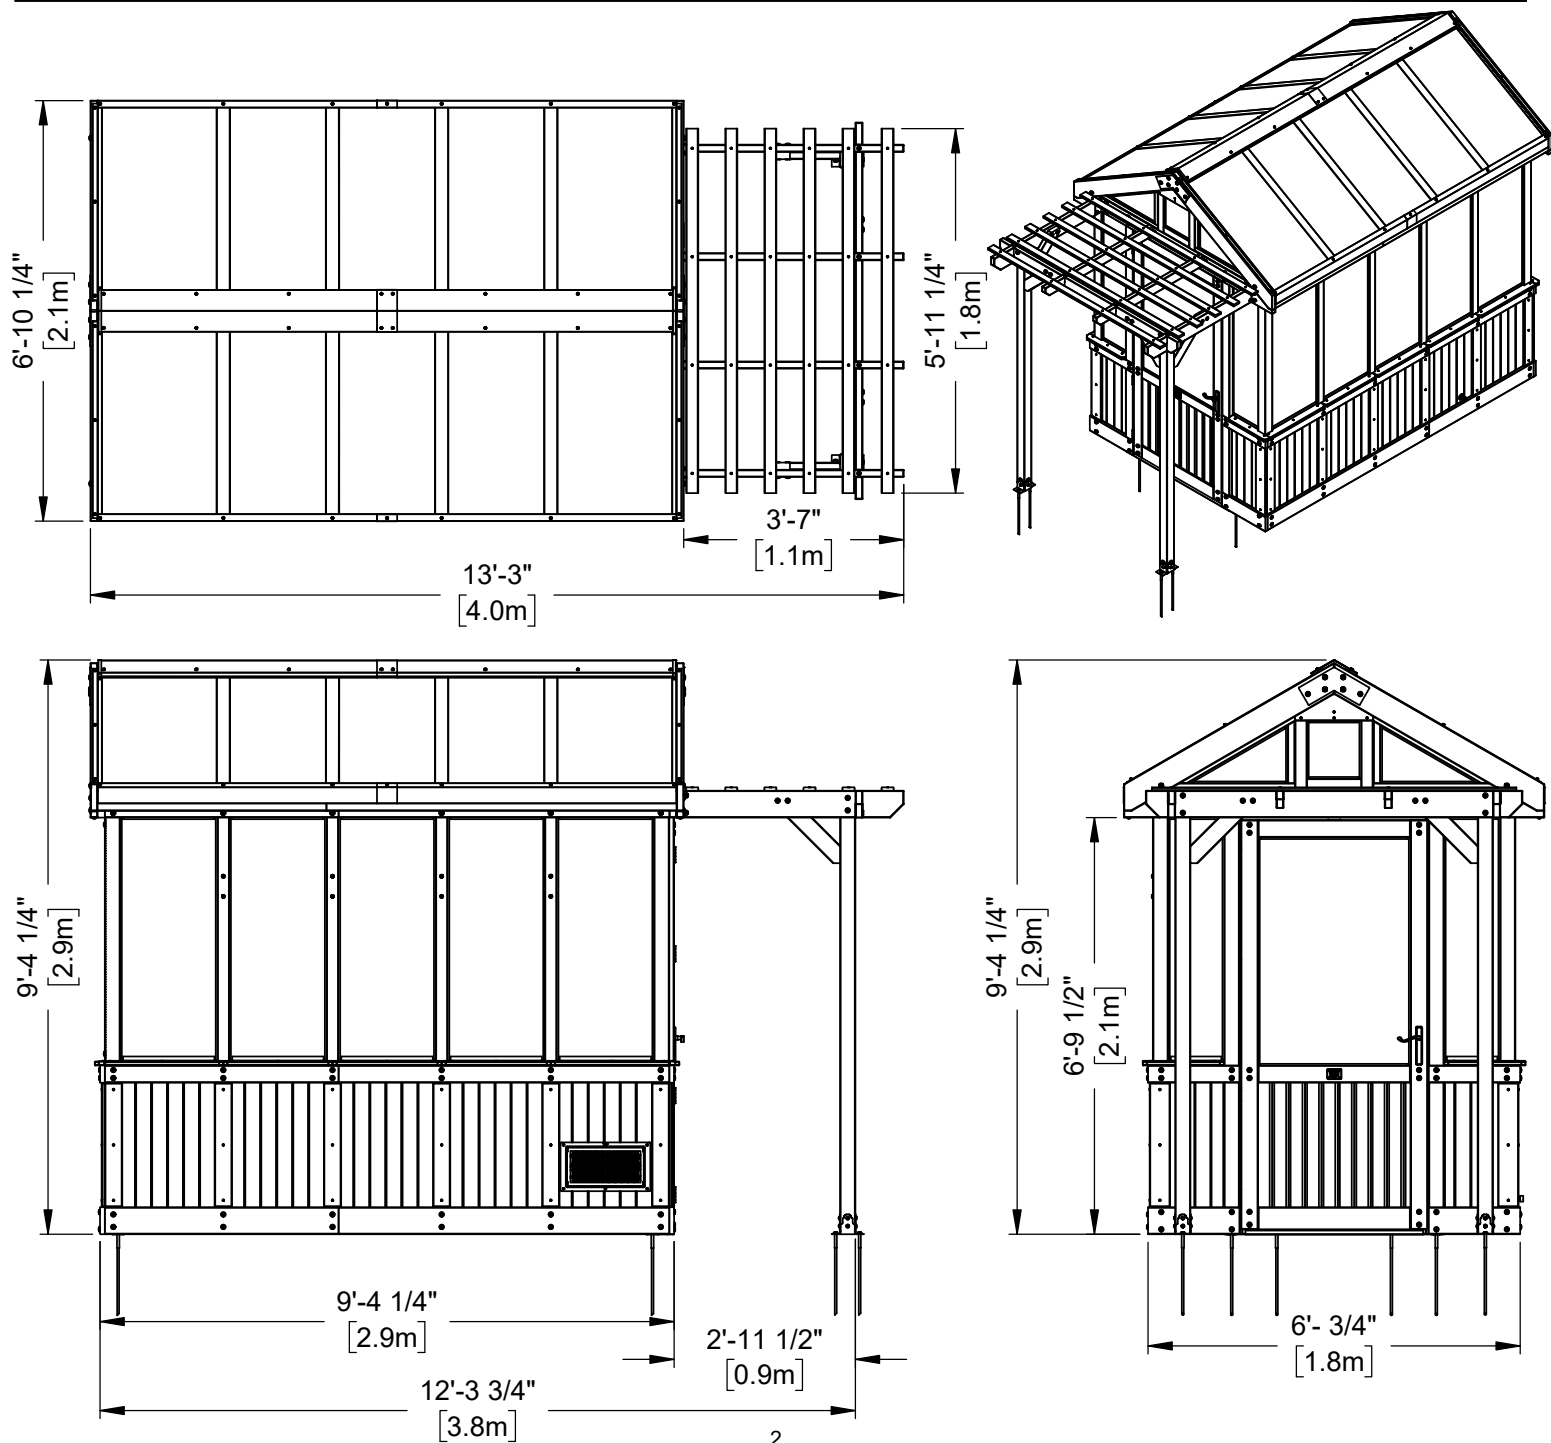 6'-10 1/4"
[2.1m]
5'-11 1/4"
[1.8m]
3'-7"
[1.1m]
13'-3"
[4.0m]
9'-4 1/4"
[2.9m]
9'-4 1/4"
[2.9m]
6'-9 1/2"
[2.1m]
9'-4 1/4"
[2.9m]
2'-11 1/2"
[0.9m]
12'-3 3/4"
[3.8m]
6'- 3/4"
[1.8m]
2